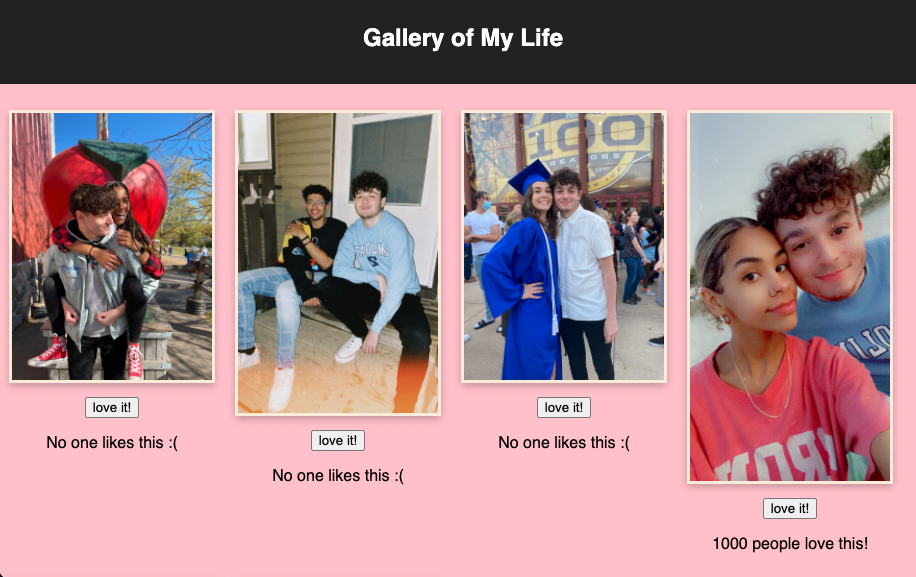 Gallery of My Life
100
love it!
No one likes this :(
love it!
No one likes this :(
love it!
No one likes this :(
love it!
1000 people love this!